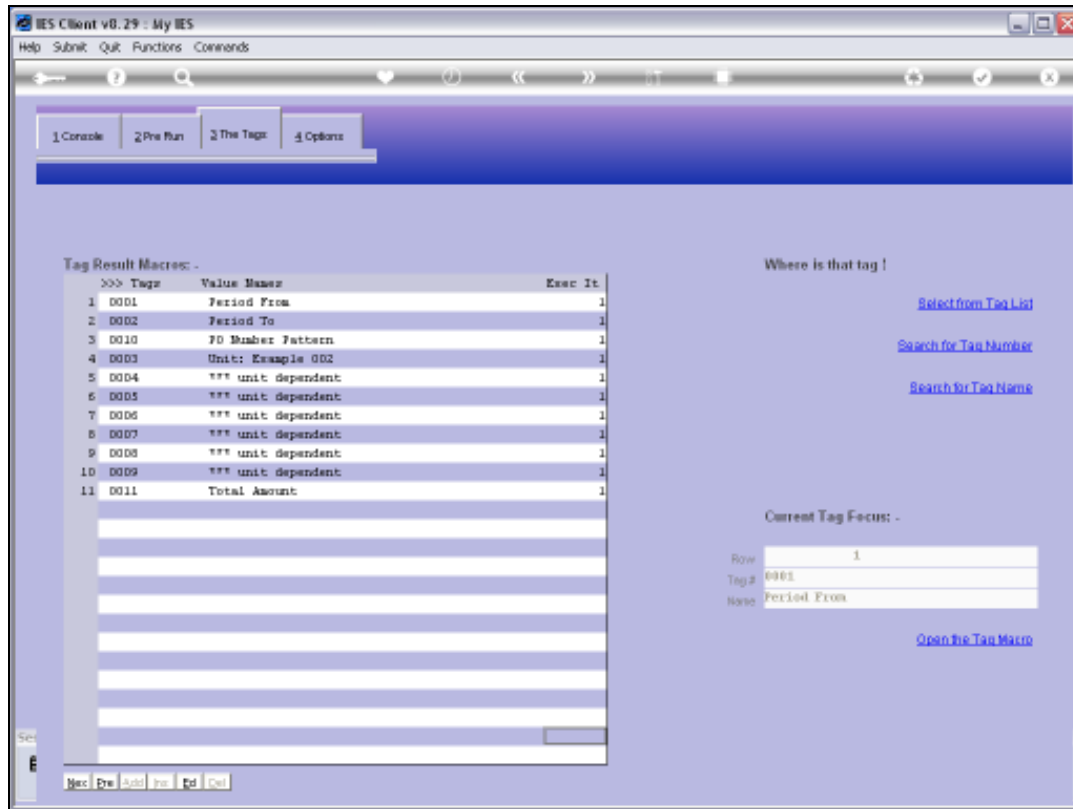 IES Client v8.29 : My IES
Help Submit Quit Functions Commands
1 Console 2 Pre Run 3 The Tags 4 Options
Tag Result Macros: -
Where is that tag !
>>> Tags Value Names Exec It
1 0001 Period From 1
2 0002 Period To 1
3 0010 PO Number Pattern 1
4 0003 Unit: Example 002 1
5 0004 *** unit dependent 1
6 0005 *** unit dependent 1
7 0006 *** unit dependent 1
8 0007 *** unit dependent 1
9 0008 *** unit dependent 1
10 0009 *** unit dependent 1
11 0011 Total Amount 1
Select from Tag List
Search for Tag Number
Search for Tag Name
Current Tag Focus: -
Row 1
Tag # 0001
Name Period From
Open the Tag Macro
Nex Pre Add Ins Ed Del